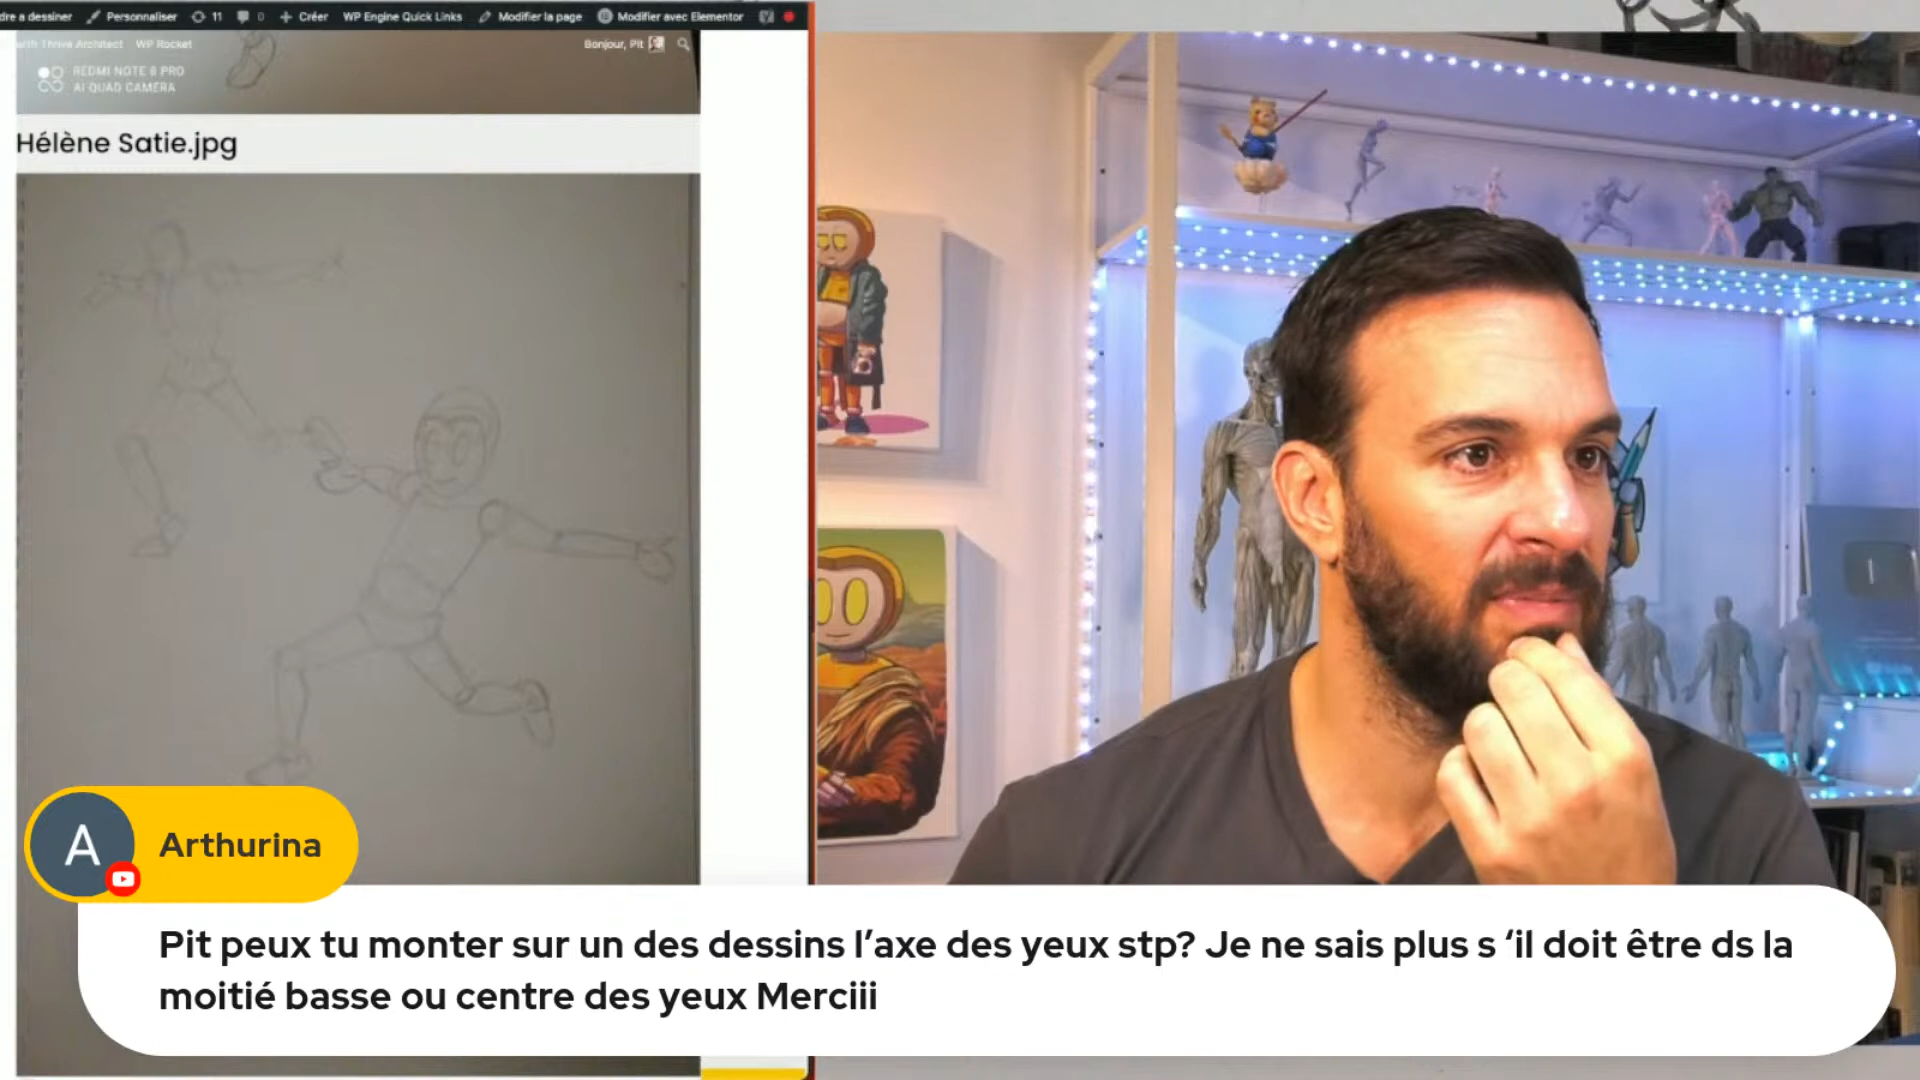 dre a dessiner Personnaliser 11 0 Créer WP Engine Quick Links Modifier la page Modifier avec Elementor
with Thrive Architect WP Rocket Bonjour, Pit
REDMI NOTE 8 PRO
AI QUAD CAMERA
Hélène Satie.jpg
A Arthurina
Pit peux tu monter sur un des dessins l’axe des yeux stp? Je ne sais plus s ‘il doit être ds la
moitié basse ou centre des yeux Merciii